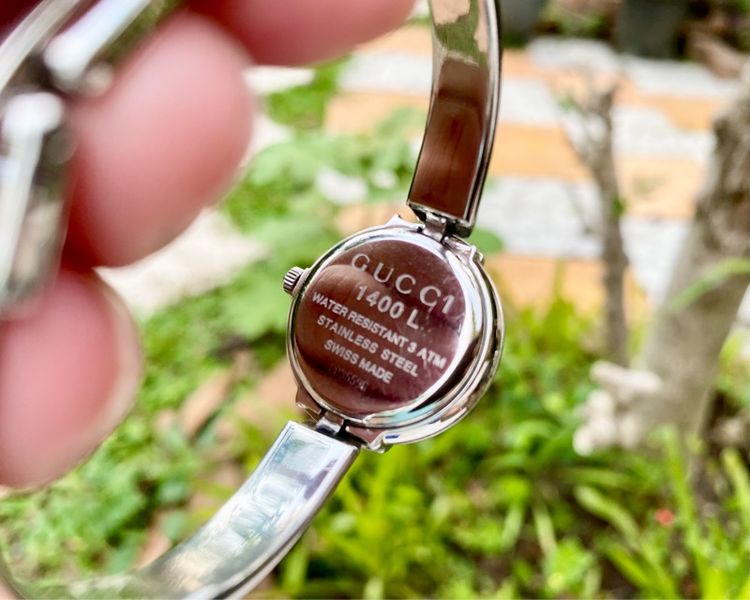 GUCCI
1400 L
WATER RESISTANT 3 ATM
STAINLESS STEEL
SWISS MADE